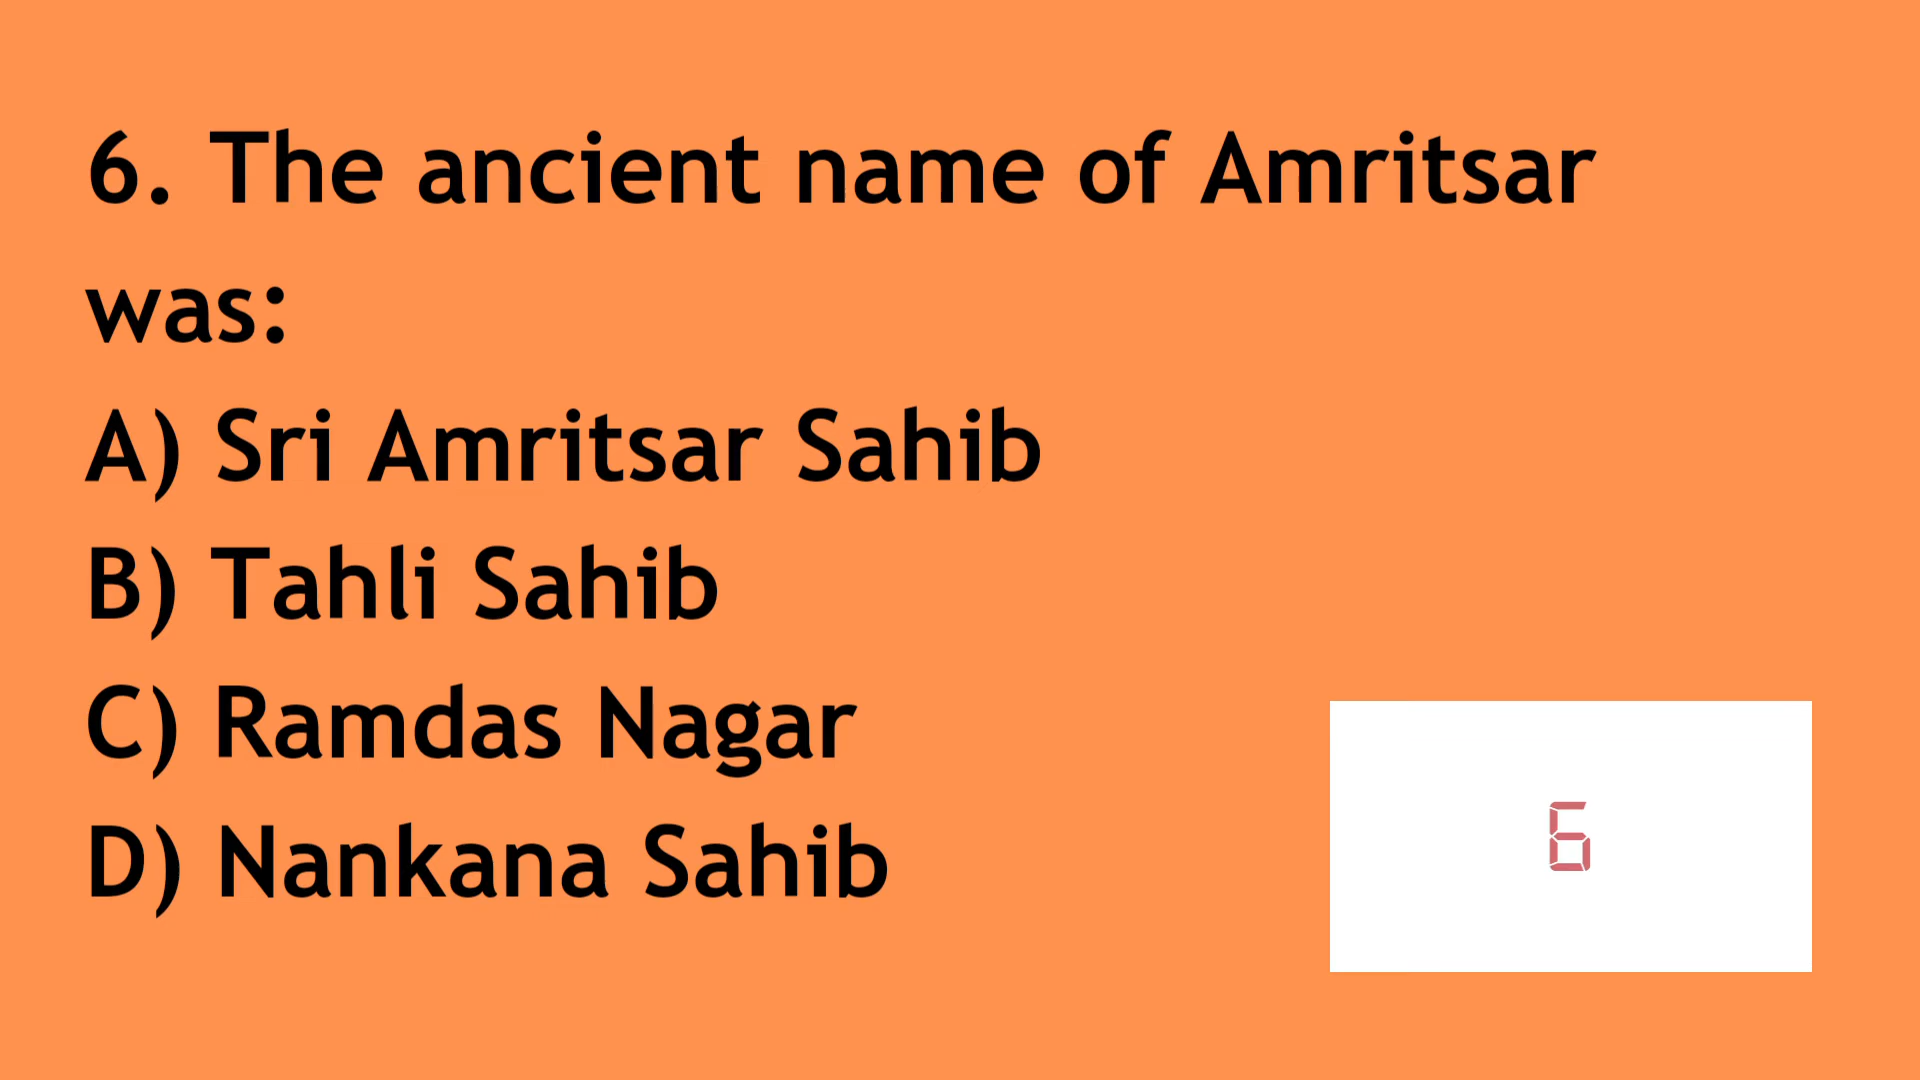 6. The ancient name of Amritsar
was:
A) Sri Amritsar Sahib
B) Tahli Sahib
C) Ramdas Nagar
D) Nankana Sahib
6